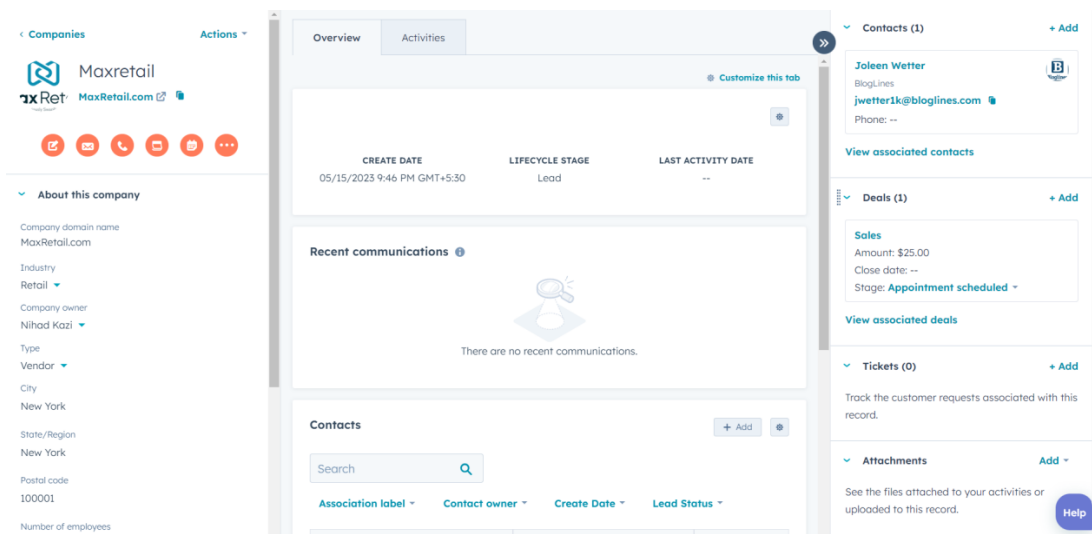 Companies
Actions
Maxretail
MaxRetail.com
About this company
Company domain name
MaxRetail.com
Industry
Retail
Company owner
Nihad Kazi
Type
Vendor
City
New York
State/Region
New York
Postal code
100001
Number of employees
Overview
Activities
Customize this tab
CREATE DATE
LIFECYCLE STAGE
LAST ACTIVITY DATE
05/15/2023 9:46 PM GMT+5:30
Lead
--
Recent communications
There are no recent communications.
Contacts
+ Add
Search
Association label
Contact owner
Create Date
Lead Status
Contacts (1)
+ Add
Joleen Wetter
BlogLines
jwetter1k@bloglines.com
Phone: --
View associated contacts
Deals (1)
+ Add
Sales
Amount: $25.00
Close date: --
Stage: Appointment scheduled
View associated deals
Tickets (0)
+ Add
Track the customer requests associated with this
record.
Attachments
Add
See the files attached to your activities or
uploaded to this record.
Help